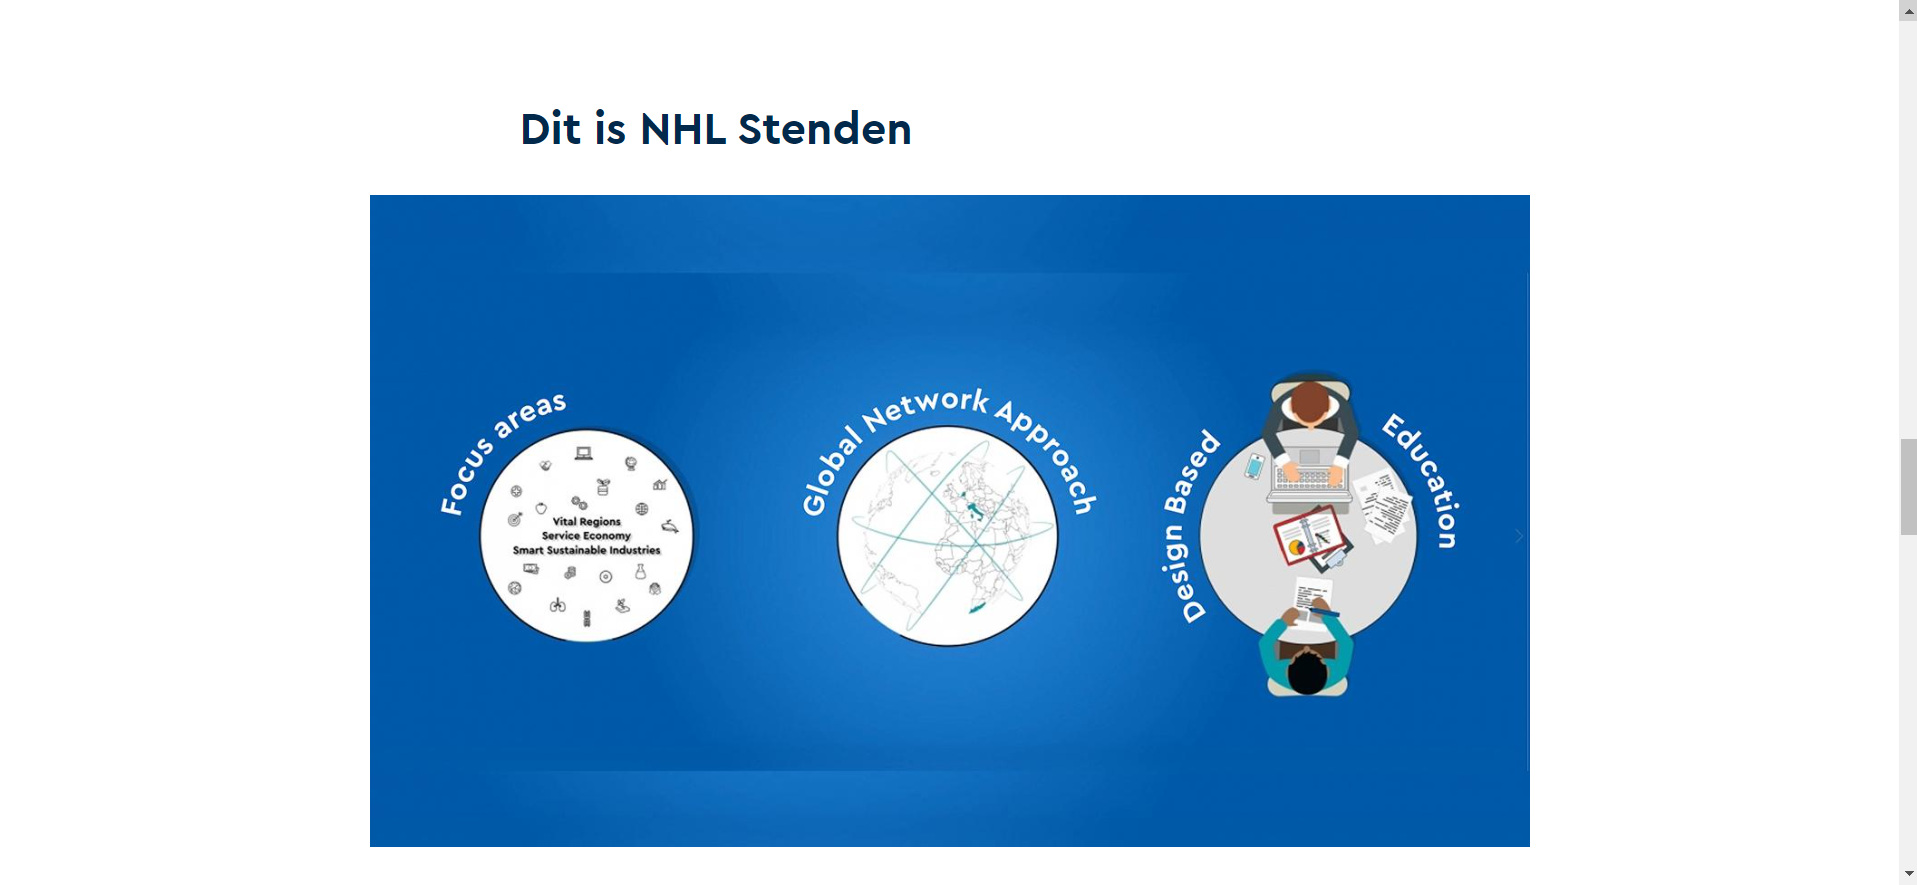 Dit is NHL Stenden
Focus areas
Vital Regions
Service Economy
Smart Sustainable Industries
Global Network Approach
Design Based Education